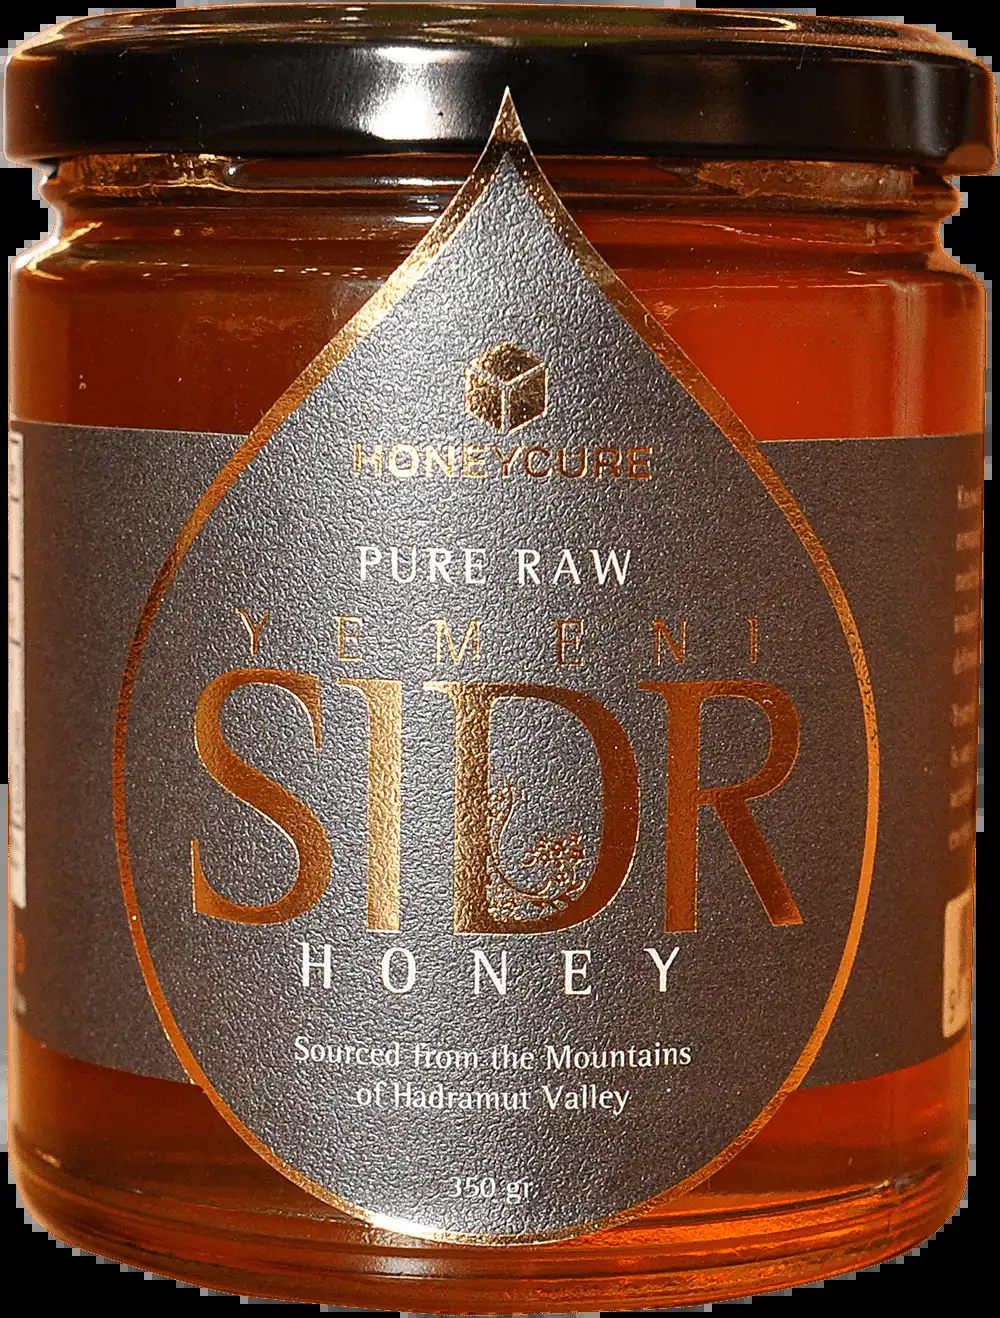 HONEYCURE
PURE RAW
YEMENI
SIDR
HONEY
Sourced from the Mountains
of Hadramut Valley
350 gr.